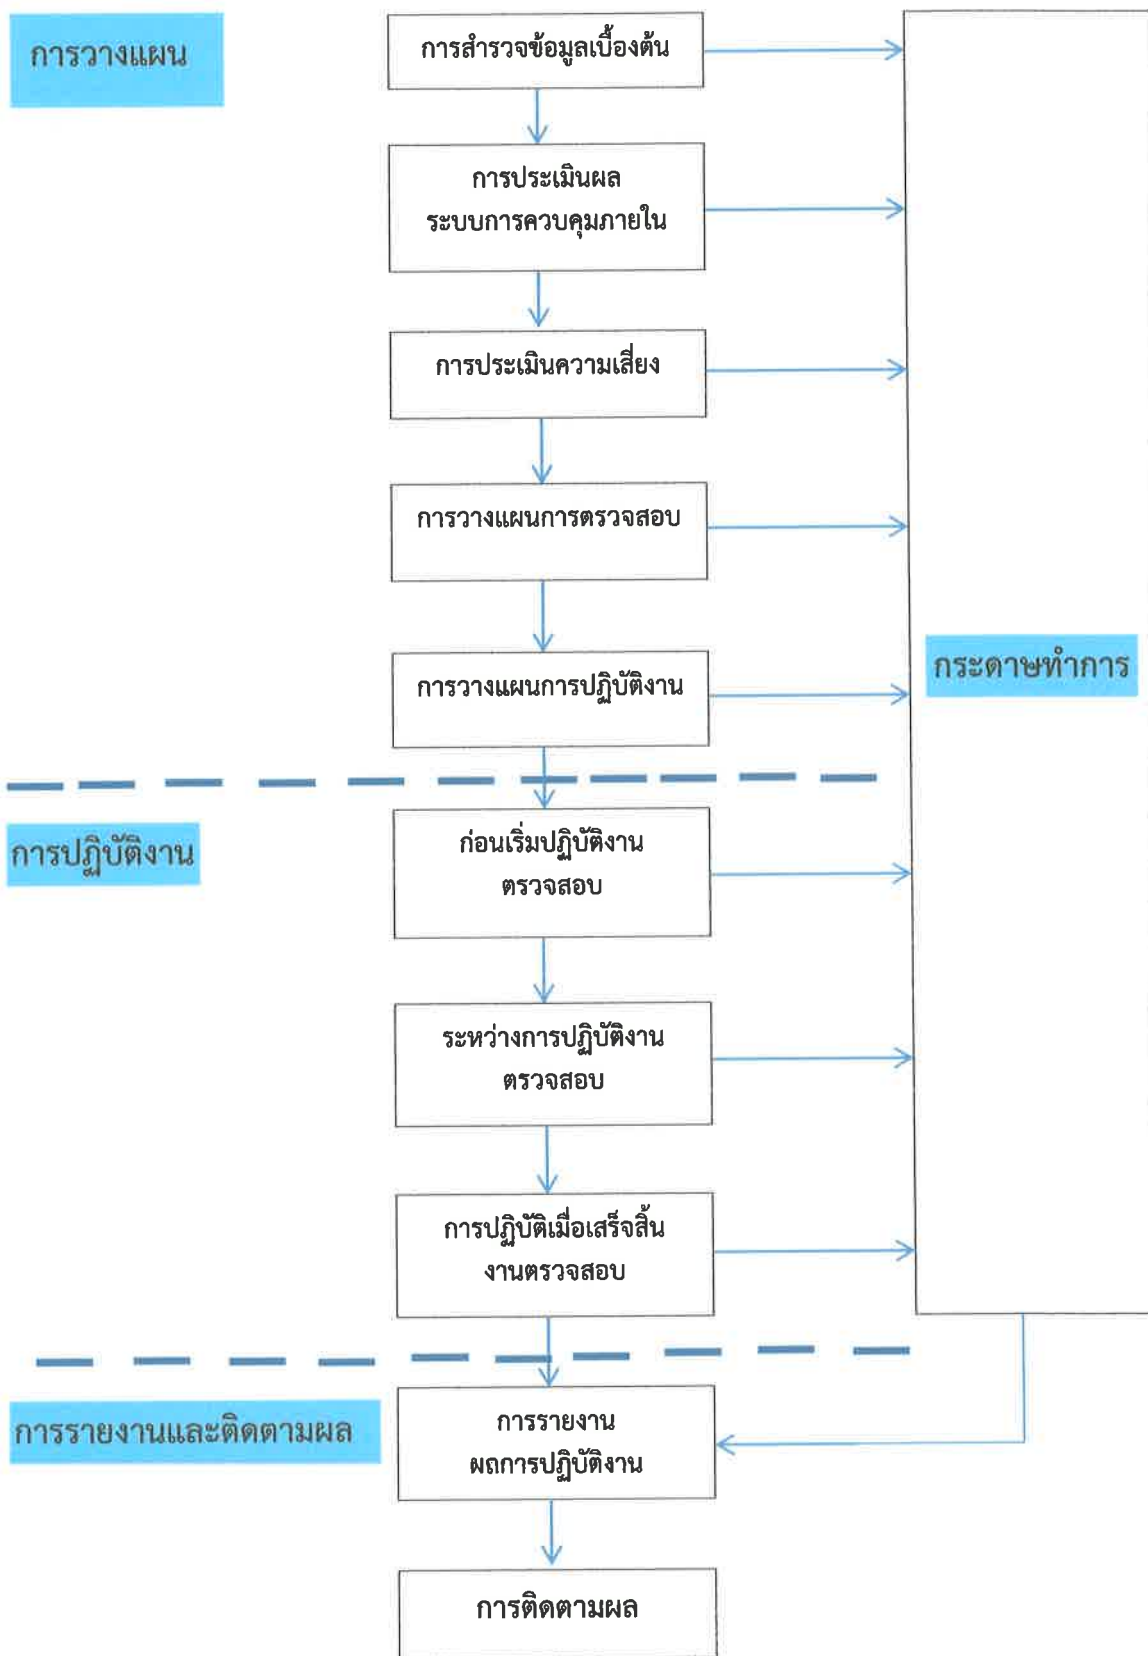 การวางแผน
การสำรวจข้อมูลเบื้องต้น
การประเมินผล
ระบบการควบคุมภายใน
การประเมินความเสี่ยง
การวางแผนการตรวจสอบ
การวางแผนการปฏิบัติงาน
กระดาษทำการ
การปฏิบัติงาน
ก่อนเริ่มปฏิบัติงาน
ตรวจสอบ
ระหว่างการปฏิบัติงาน
ตรวจสอบ
การปฏิบัติเมื่อเสร็จสิ้น
งานตรวจสอบ
การรายงานและติดตามผล
การรายงาน
ผถการปฏิบัติงาน
การติดตามผล